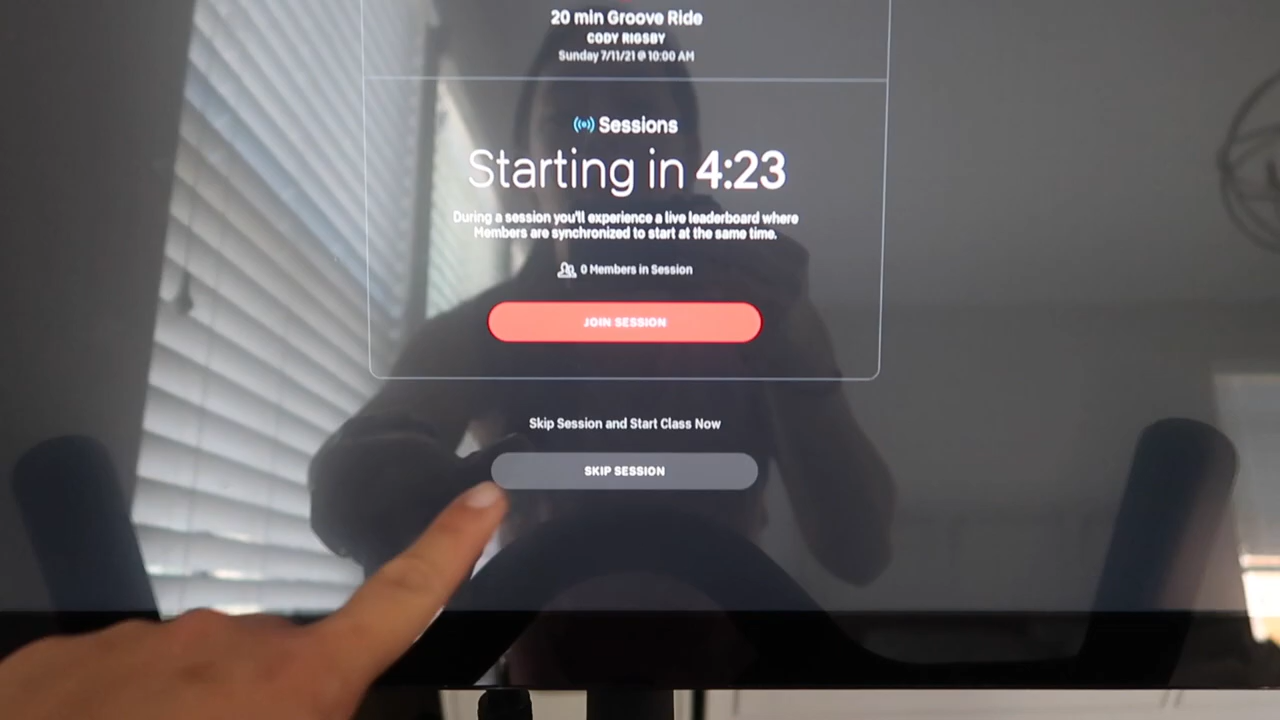 20 min Groove Ride
CODY RIGSBY
Sunday 7/11/21 @ 10:00 AM
Sessions
Starting in 4:23
During a session you'll experience a live leaderboard where
Members are synchronized to start at the same time.
0 Members in Session
JOIN SESSION
Skip Session and Start Class Now
SKIP SESSION